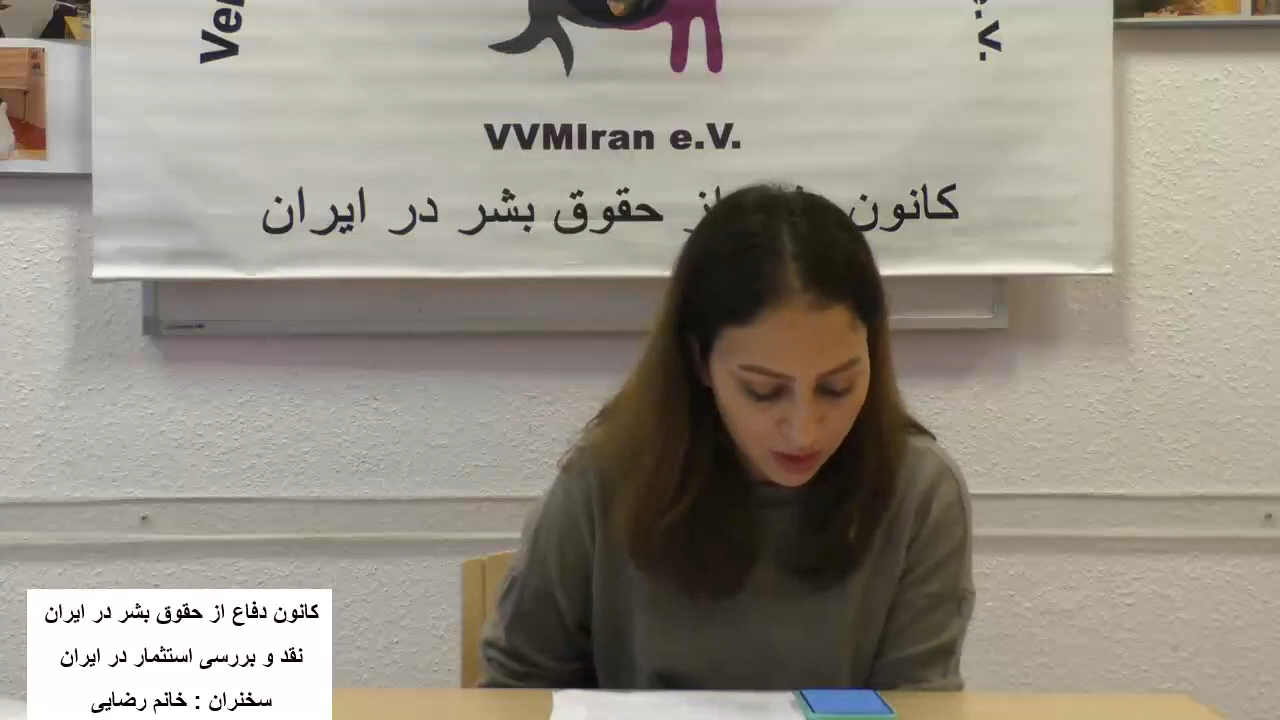 Ver
e.V.
VVMIran e.V.
کانون از حقوق بشر در ایران
کانون دفاع از حقوق بشر در ایران
نقد و بررسی استثمار در ایران
سخنران : خانم رضایی